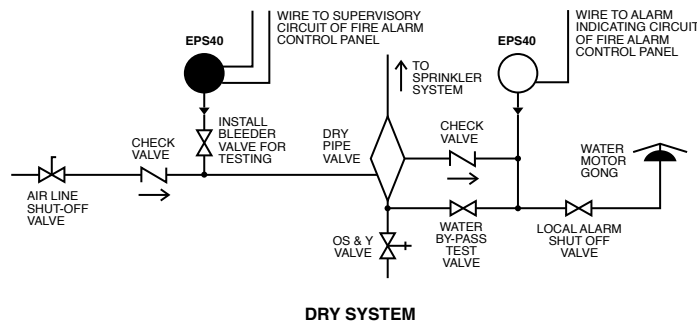 WIRE TO SUPERVISORY
CIRCUIT OF FIRE ALARM
CONTROL PANEL
EPS40
WIRE TO ALARM
INDICATING CIRCUIT
OF FIRE ALARM
CONTROL PANEL
EPS40
TO
SPRINKLER
SYSTEM
INSTALL
BLEEDER
VALVE FOR
TESTING
CHECK
VALVE
DRY
PIPE
VALVE
CHECK
VALVE
WATER
MOTOR
GONG
AIR LINE
SHUT-OFF
VALVE
OS & Y
VALVE
WATER
BY-PASS
TEST
VALVE
LOCAL ALARM
SHUT OFF
VALVE
DRY SYSTEM